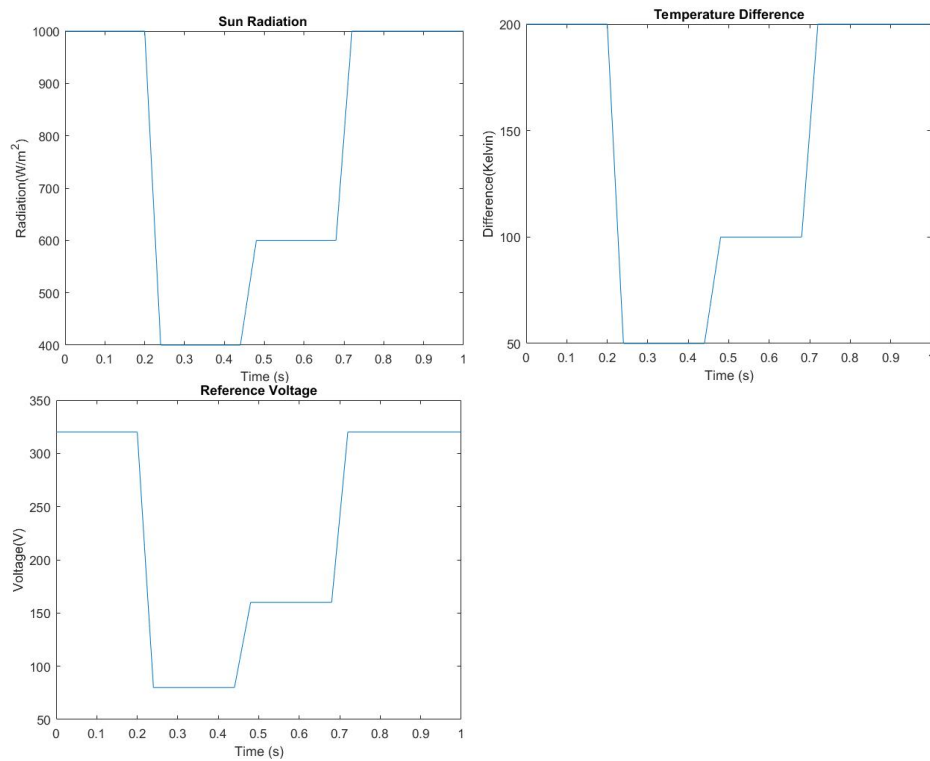 Sun Radiation
1000
900
800
700
600
500
400
Radiation(W/m2)
0 0.1 0.2 0.3 0.4 0.5 0.6 0.7 0.8 0.9 1
Time (s)
Temperature Difference
200
150
100
50
Difference(Kelvin)
0 0.1 0.2 0.3 0.4 0.5 0.6 0.7 0.8 0.9 1
Time (s)
Reference Voltage
350
300
250
200
150
100
50
Voltage(V)
0 0.1 0.2 0.3 0.4 0.5 0.6 0.7 0.8 0.9 1
Time (s)